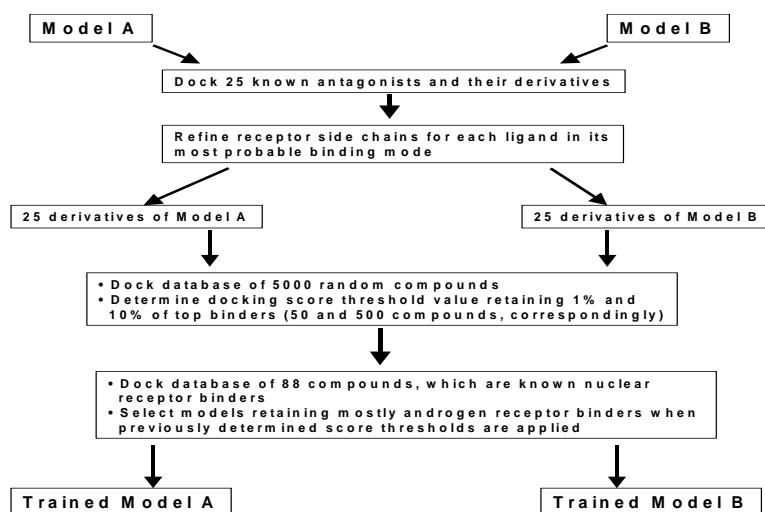 Model A
Model B
Dock 25 known antagonists and their derivatives
Refine receptor side chains for each ligand in its
most probable binding mode
25 derivatives of Model A
25 derivatives of Model B
• Dock database of 5000 random compounds
• Determine docking score threshold value retaining 1% and
10% of top binders (50 and 500 compounds, correspondingly)
• Dock database of 88 compounds, which are known nuclear
receptor binders
• Select models retaining mostly androgen receptor binders when
previously determined score thresholds are applied
Trained Model A
Trained Model B